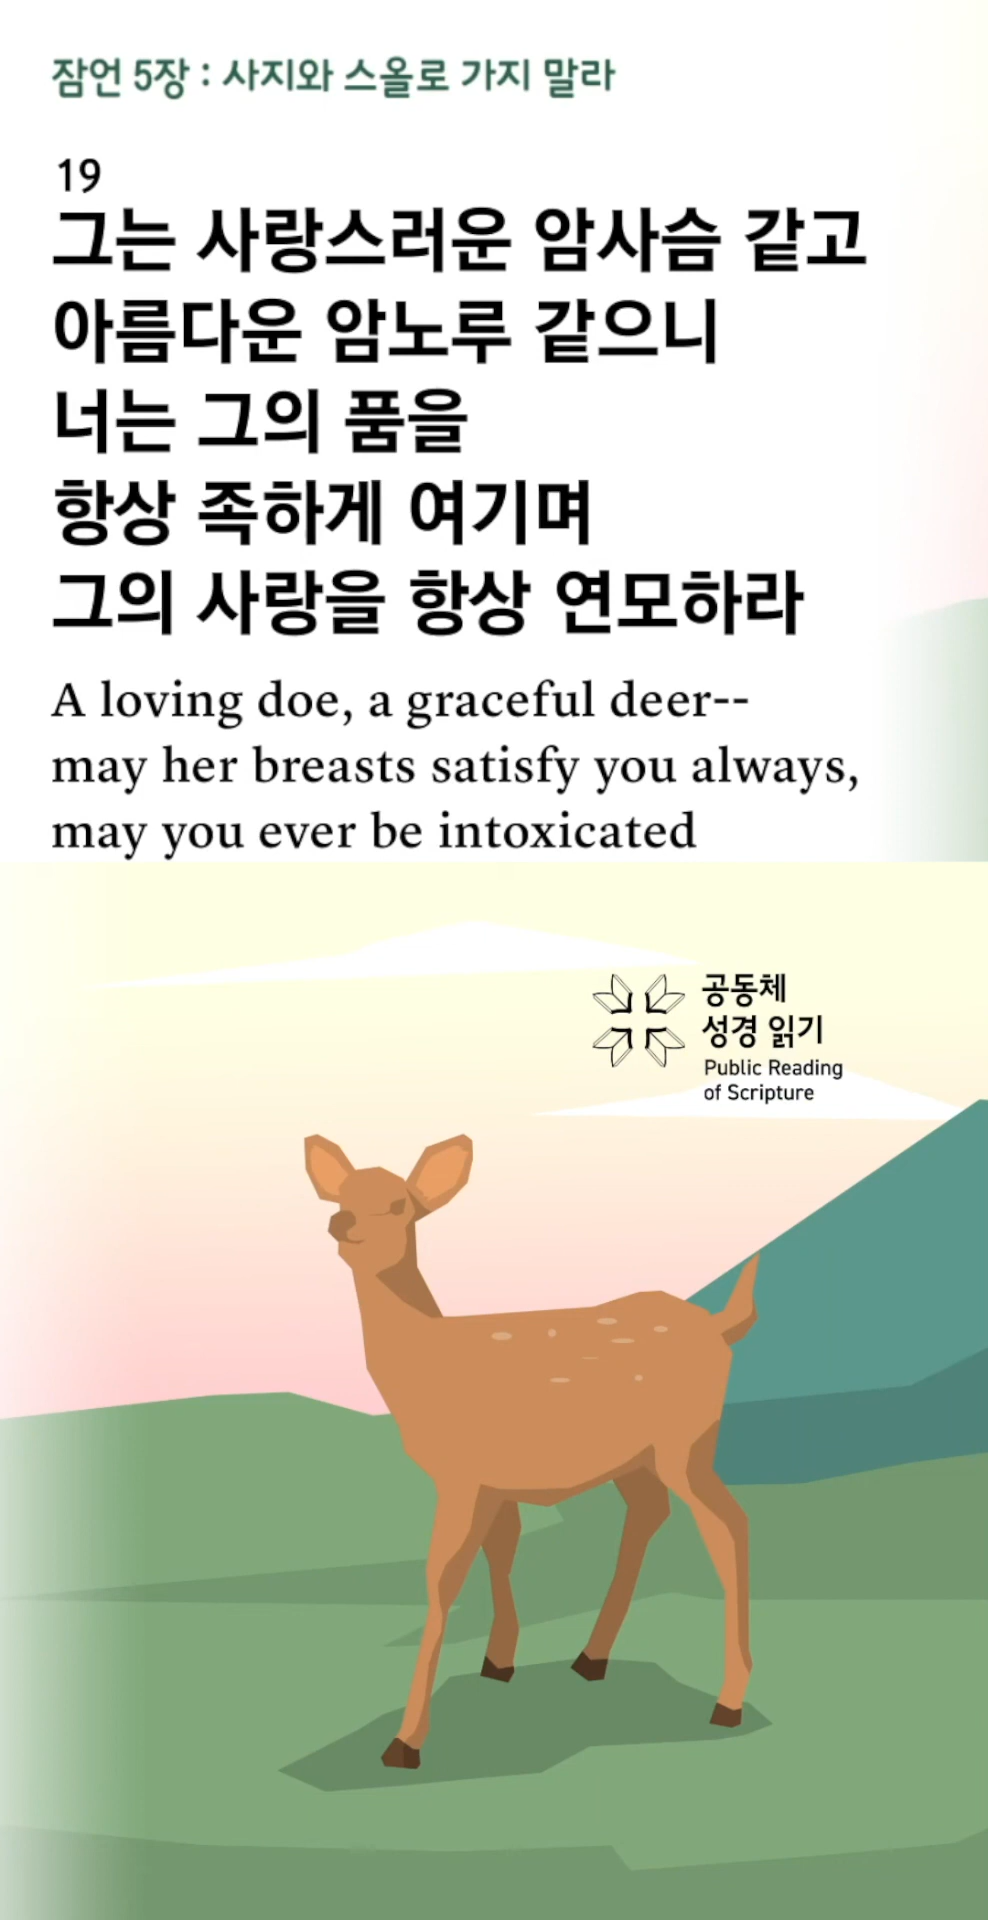 잠언 5장 : 사지와 스올로 가지 말라
19
그는 사랑스러운 암사슴 같고
아름다운 암노루 같으니
너는 그의 품을
항상 족하게 여기며
그의 사랑을 항상 연모하라
A loving doe, a graceful deer--
may her breasts satisfy you always,
may you ever be intoxicated
공동체
성경 읽기
Public Reading
of Scripture